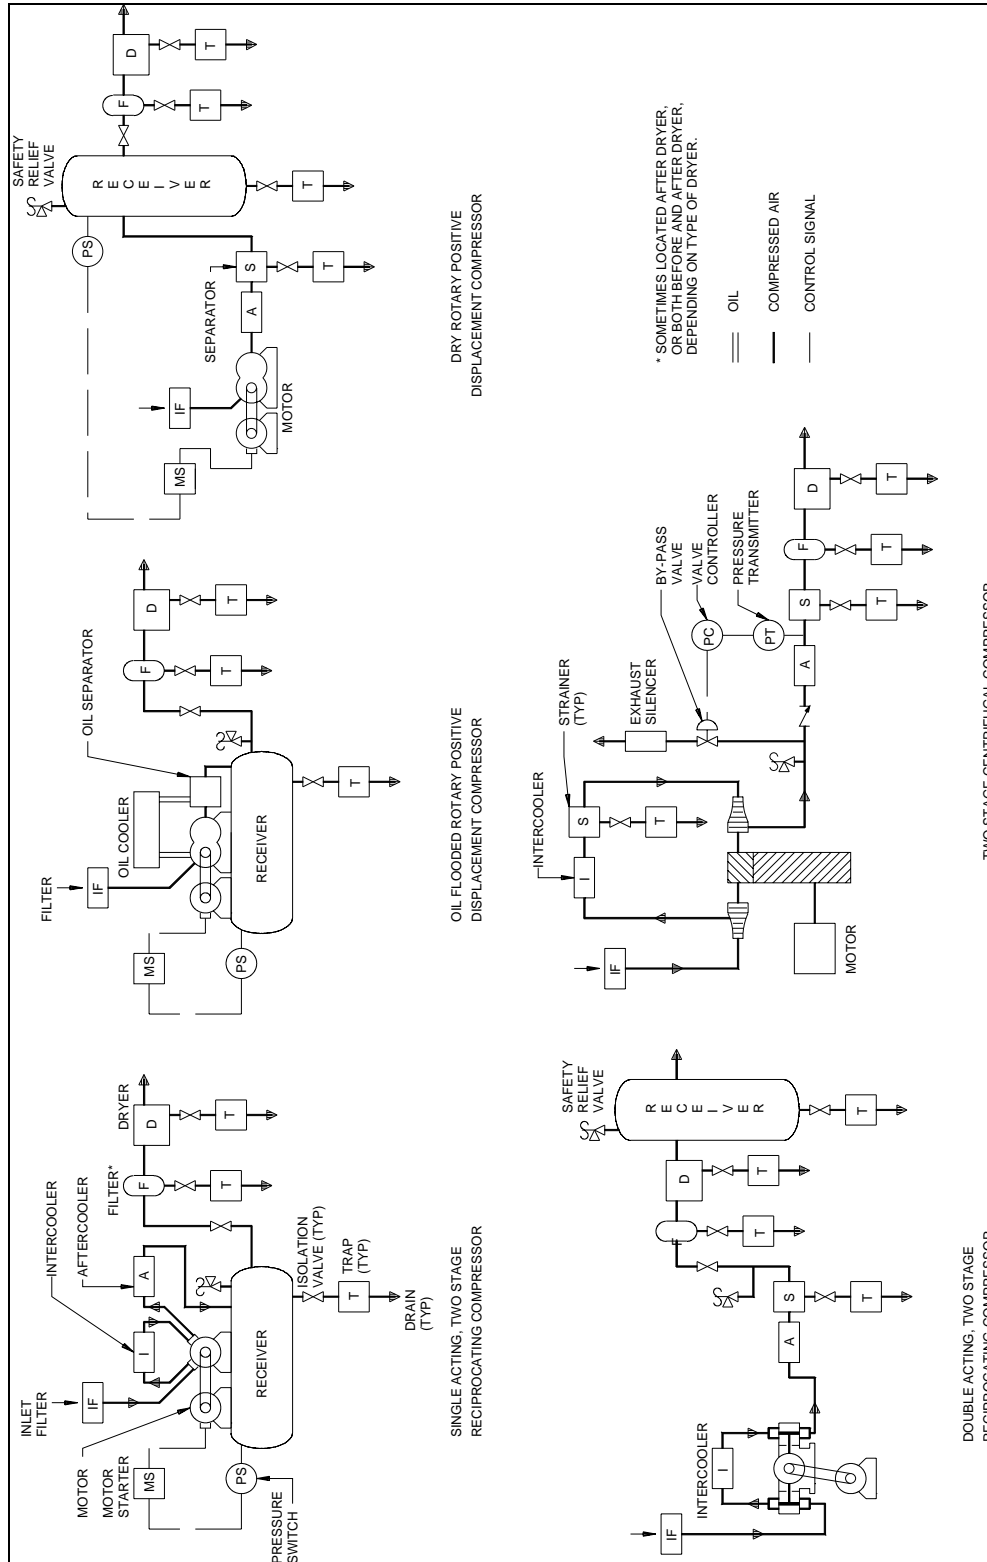 INLET
FILTER
IF
INTERCOOLER
I
AFTERCOOLER
A
FILTER*
F
DRYER
D
T
T
MOTOR
MOTOR
STARTER
MS
PS
PRESSURE
SWITCH
RECEIVER
ISOLATION
VALVE (TYP)
T
TRAP
(TYP)
DRAIN
(TYP)
SINGLE ACTING, TWO STAGE
RECIPROCATING COMPRESSOR
FILTER
IF
OIL COOLER
OIL SEPARATOR
F
D
T
T
MS
PS
RECEIVER
T
OIL FLOODED ROTARY POSITIVE
DISPLACEMENT COMPRESSOR
SAFETY
RELIEF
VALVE
PS
RECEIVER
F
D
T
T
T
MS
IF
MOTOR
SEPARATOR
A
S
T
DRY ROTARY POSITIVE
DISPLACEMENT COMPRESSOR
IF
INTERCOOLER
I
A
S
T
F
T
D
T
SAFETY
RELIEF
VALVE
RECEIVER
T
DOUBLE ACTING, TWO STAGE
RECIPROCATING COMPRESSOR
IF
INTERCOOLER
I
STRAINER
(TYP)
S
T
EXHAUST
SILENCER
BY-PASS
VALVE
VALVE
CONTROLLER
PC
PRESSURE
TRANSMITTER
PT
MOTOR
A
S
T
F
T
D
T
TWO STAGE CENTRIFUGAL COMPRESSOR
* SOMETIMES LOCATED AFTER DRYER,
OR BOTH BEFORE AND AFTER DRYER,
DEPENDING ON TYPE OF DRYER.
OIL
COMPRESSED AIR
CONTROL SIGNAL